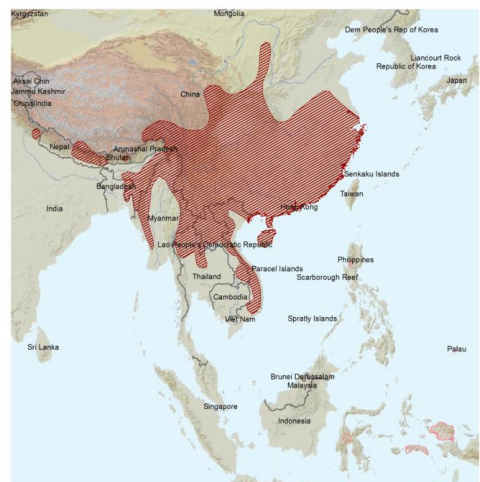 Kyrgyzstan
Mongolia
Dem People's Rep of Korea
Liancourt Rock
Republic of Korea
Japan
Aksai Chin
Jammu Kashmir
China/India
China
Nepal
Arunashal Pradesh
Bhutan
Senkaku Islands
Taiwan
Bangladesh
Hong Kong
India
Myanmar
Lao People's Democratic Republic
Philippines
Paracel Islands
Scarborough Reef
Thailand
Cambodia
Viet Nam
Spratly Islands
Sri Lanka
Palau
Brunei Darussalam
Malaysia
Singapore
Indonesia